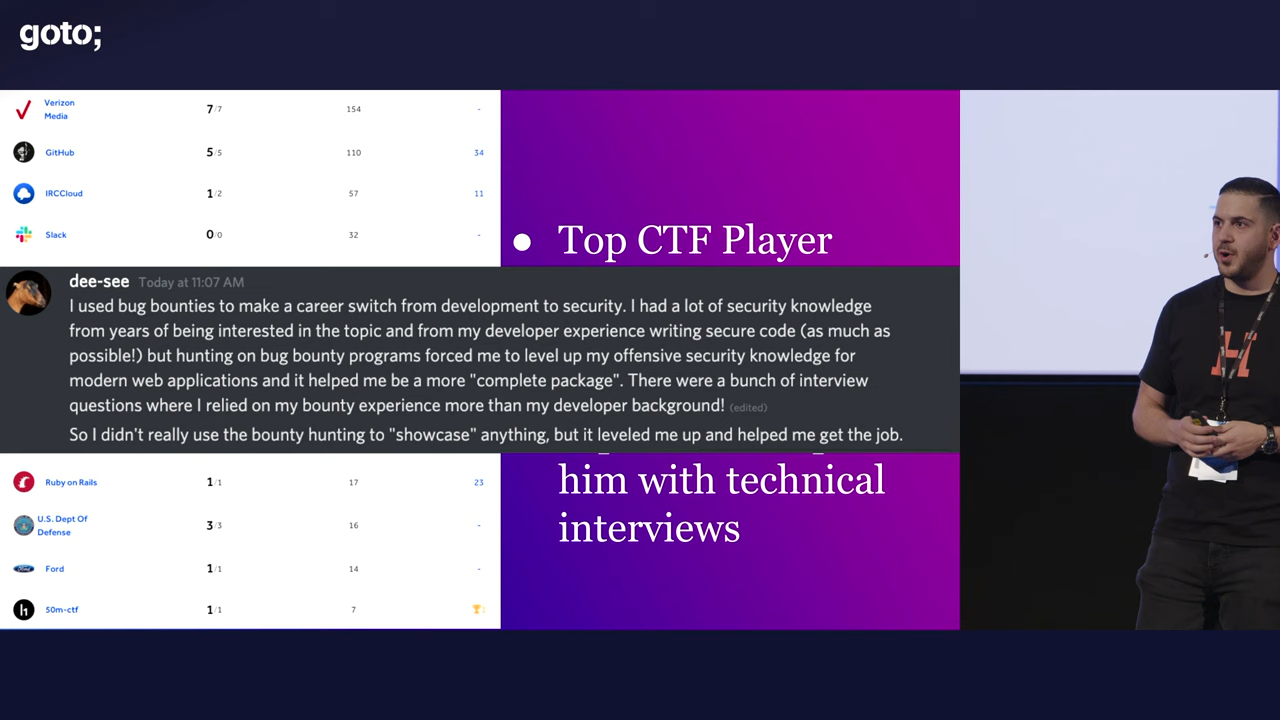 goto;
Verizon
Media
7/7
154
-
GitHub
5/5
110
34
IRCCloud
1/2
57
11
Slack
0/0
32
-
● Top CTF Player
dee-see Today at 11:07 AM
I used bug bounties to make a career switch from development to security. I had a lot of security knowledge
from years of being interested in the topic and from my developer experience writing secure code (as much as
possible!) but hunting on bug bounty programs forced me to level up my offensive security knowledge for
modern web applications and it helped me be a more "complete package". There were a bunch of interview
questions where I relied on my bounty experience more than my developer background! (edited)
So I didn't really use the bounty hunting to "showcase" anything, but it leveled me up and helped me get the job.
him with technical
interviews
Ruby on Rails
1/1
17
23
U.S. Dept Of
Defense
3/3
16
-
Ford
1/1
14
-
50m-ctf
1/1
7